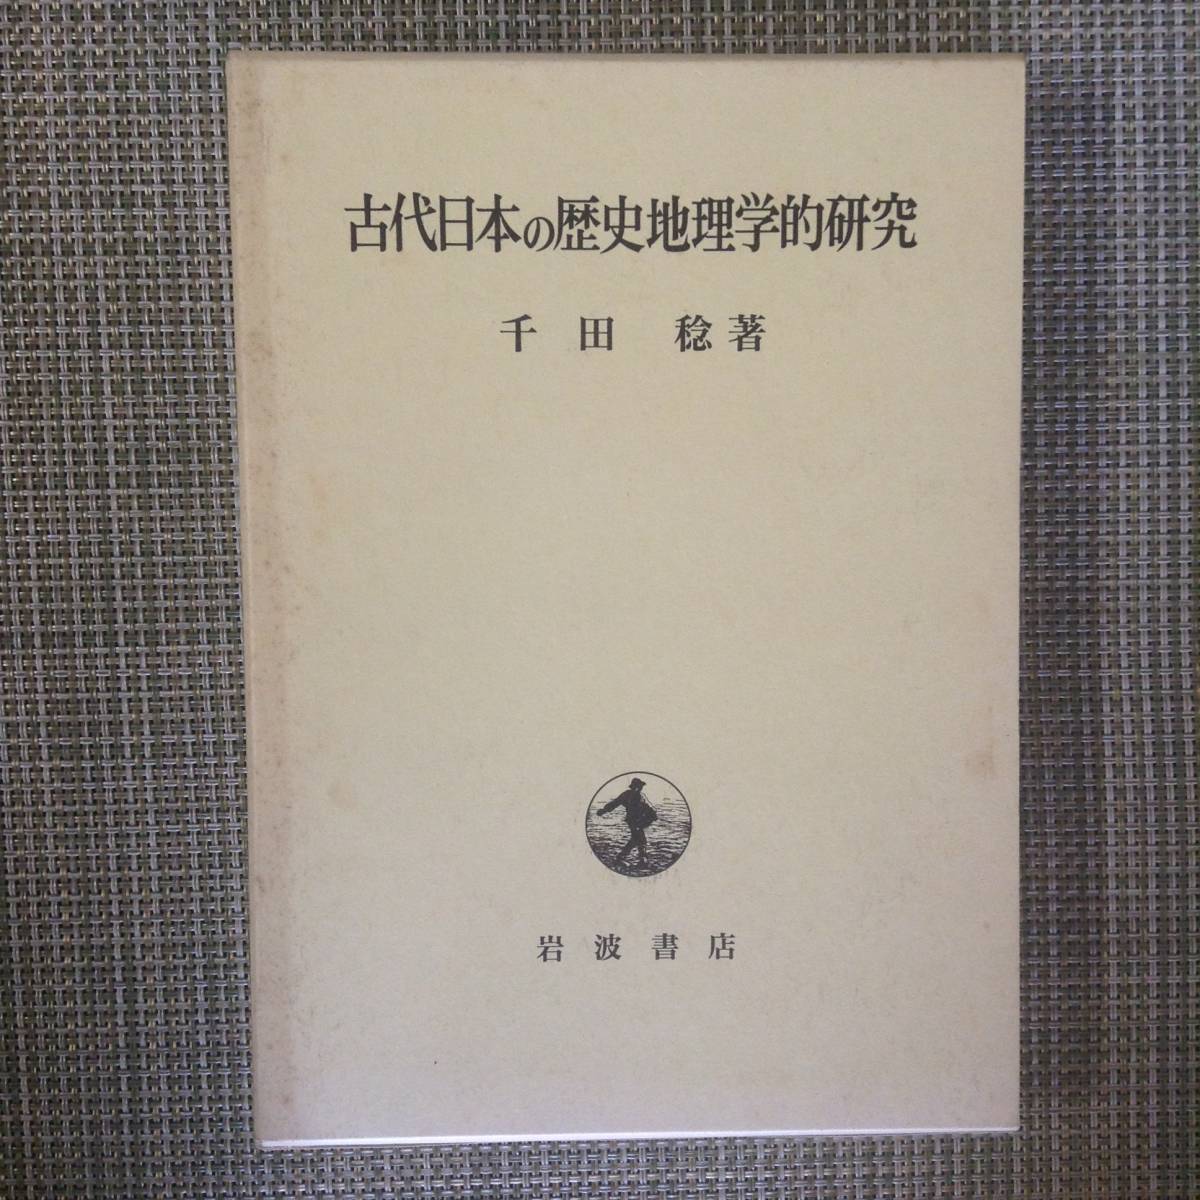 古代日本の歴史地理学的研究
千田 稔著
岩波書店